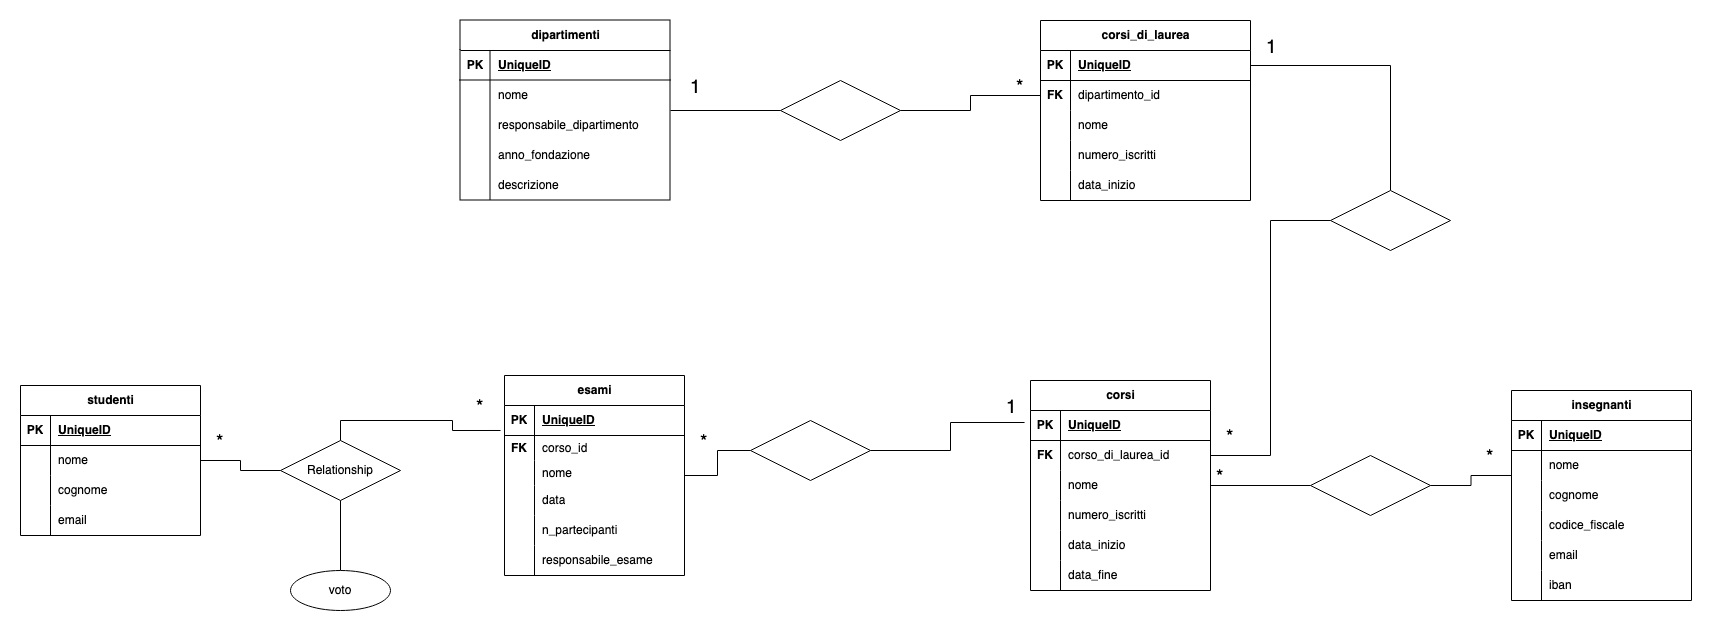 dipartimenti
PK UniqueID
nome
responsabile_dipartimento
anno_fondazione
descrizione
1
*
corsi_di_laurea
PK UniqueID
FK dipartimento_id
nome
numero_iscritti
data_inizio
1
studenti
PK UniqueID
nome
cognome
email
*
Relationship
voto
*
esami
PK UniqueID
FK corso_id
nome
data
n_partecipanti
responsabile_esame
*
1
corsi
PK UniqueID
FK corso_di_laurea_id
nome
numero_iscritti
data_inizio
data_fine
*
*
*
insegnanti
PK UniqueID
nome
cognome
codice_fiscale
email
iban